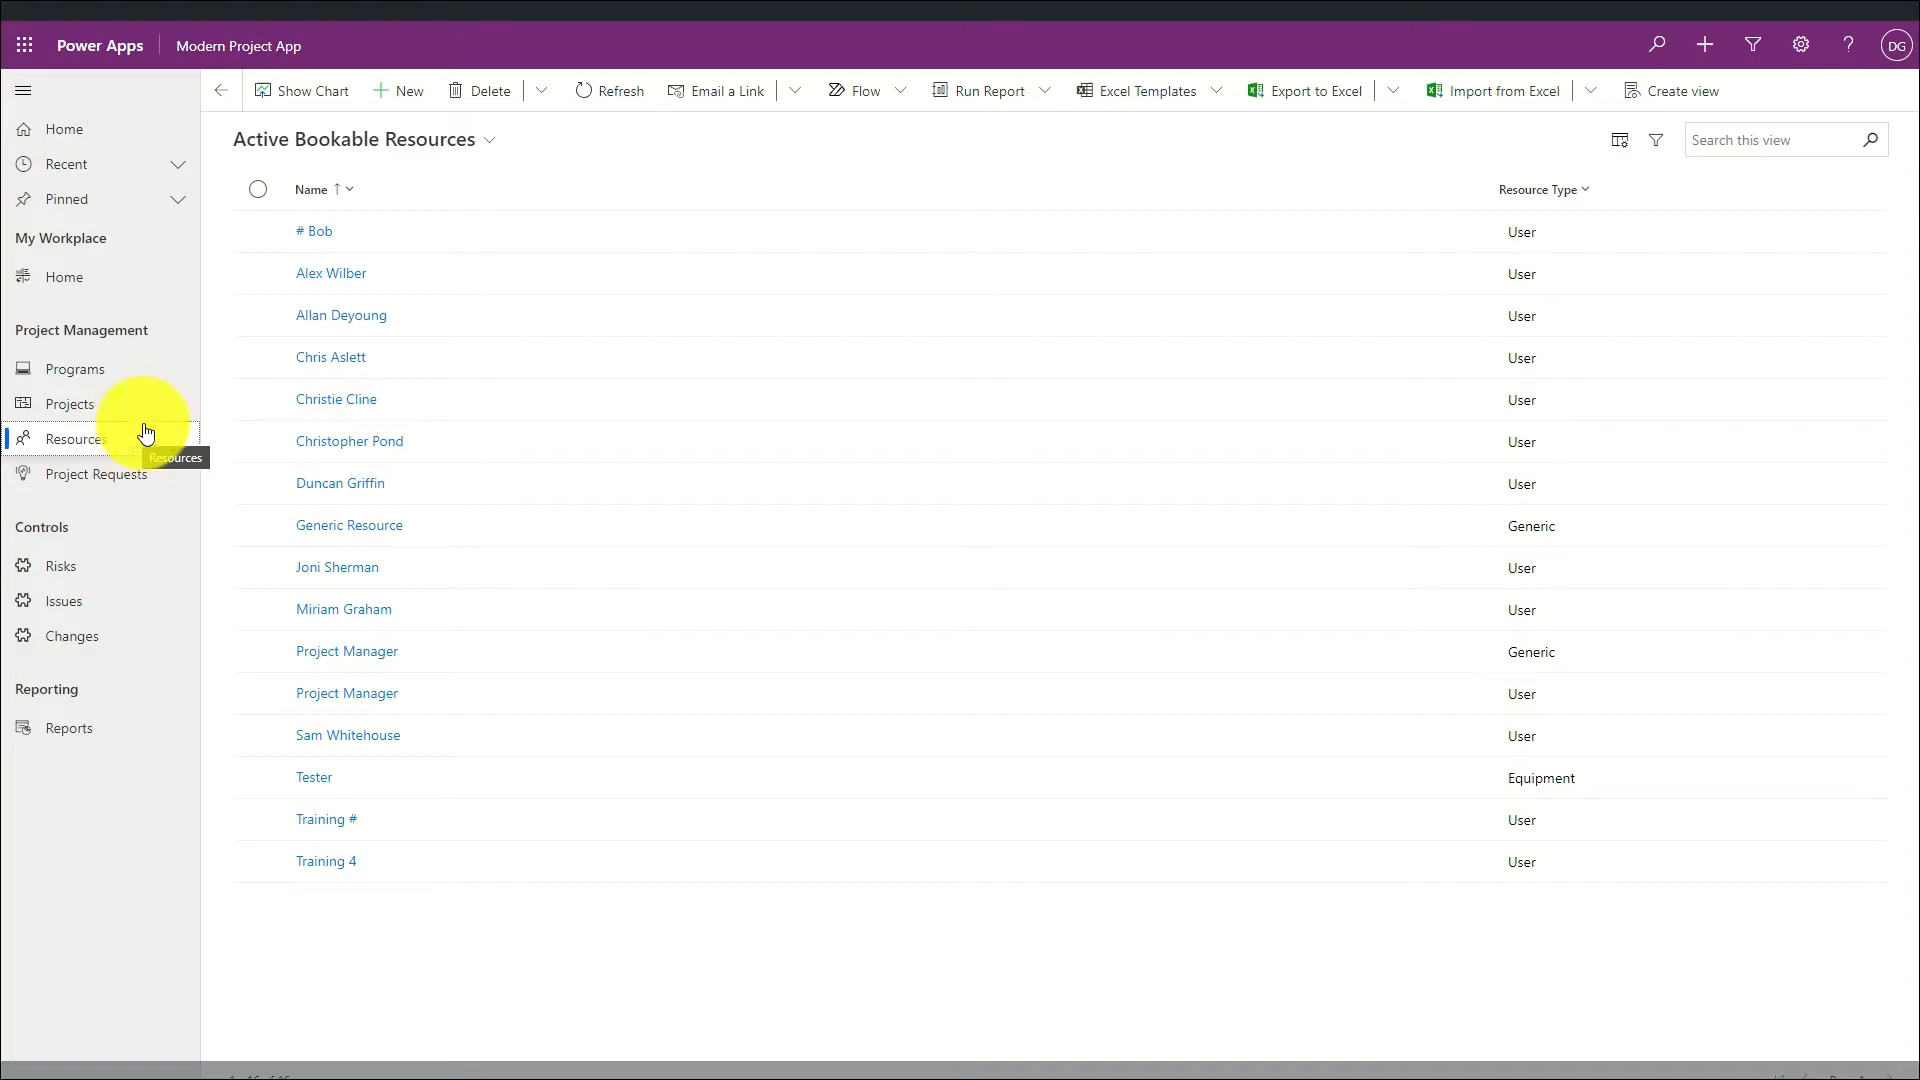 Power Apps
Modern Project App
DG
Show Chart
New
Delete
Refresh
Email a Link
Flow
Run Report
Excel Templates
Export to Excel
Import from Excel
Create view
Home
Recent
Pinned
My Workplace
Home
Project Management
Programs
Projects
Resources
Resources
Project Requests
Controls
Risks
Issues
Changes
Reporting
Reports
Active Bookable Resources
Search this view
Name ↑
Resource Type
# Bob User
Alex Wilber User
Allan Deyoung User
Chris Aslett User
Christie Cline User
Christopher Pond User
Duncan Griffin User
Generic Resource Generic
Joni Sherman User
Miriam Graham User
Project Manager Generic
Project Manager User
Sam Whitehouse User
Tester Equipment
Training # User
Training 4 User